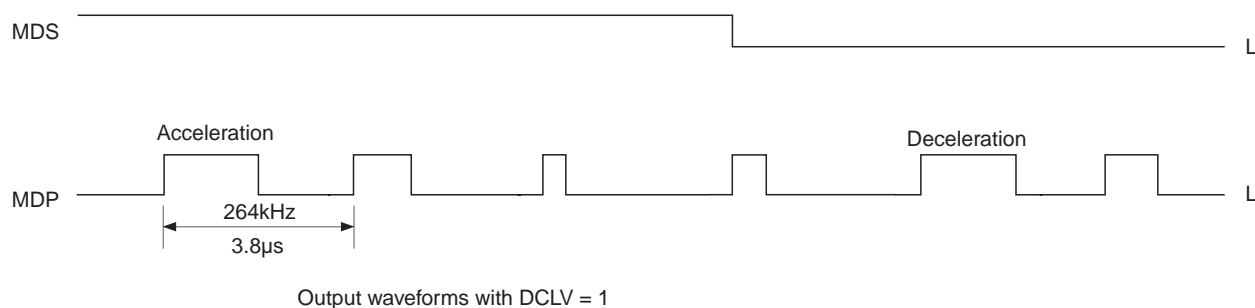 MDS
L
Acceleration
Deceleration
MDP
L
264kHz
3.8µs
Output waveforms with DCLV = 1